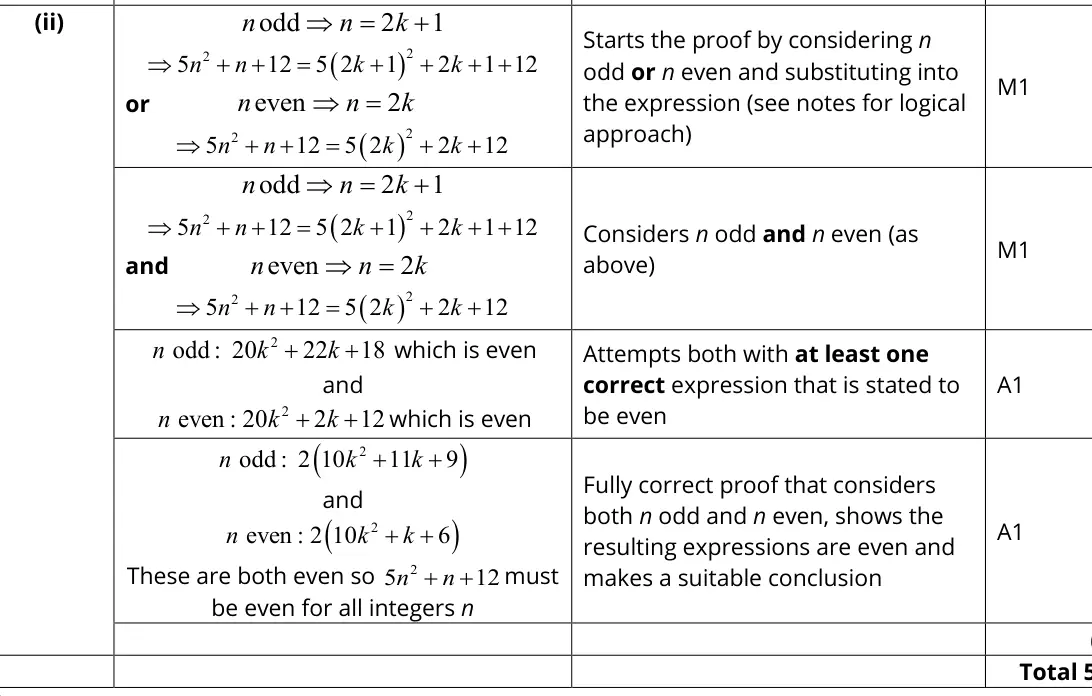 (ii)
n odd ⇒ n = 2k + 1
⇒ 5n² + n + 12 = 5(2k + 1)² + 2k + 1 + 12
or n even ⇒ n = 2k
⇒ 5n² + n + 12 = 5(2k)² + 2k + 12
Starts the proof by considering n
odd or n even and substituting into
the expression (see notes for logical
approach)
M1
n odd ⇒ n = 2k + 1
⇒ 5n² + n + 12 = 5(2k + 1)² + 2k + 1 + 12
and n even ⇒ n = 2k
⇒ 5n² + n + 12 = 5(2k)² + 2k + 12
Considers n odd and n even (as
above)
M1
n odd : 20k² + 22k + 18 which is even
and
n even : 20k² + 2k + 12 which is even
Attempts both with at least one
correct expression that is stated to
be even
A1
n odd : 2(10k² + 11k + 9)
and
n even : 2(10k² + k + 6)
These are both even so 5n² + n + 12 must
be even for all integers n
Fully correct proof that considers
both n odd and n even, shows the
resulting expressions are even and
makes a suitable conclusion
A1
Total 5